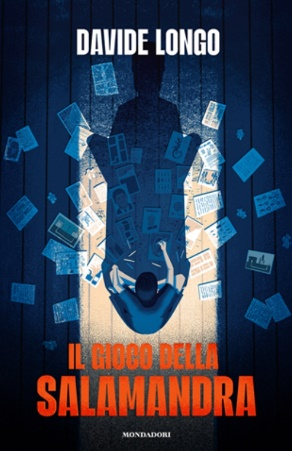 DAVIDE LONGO
IL GIOCO DELLA
SALAMANDRA
MONDADORI